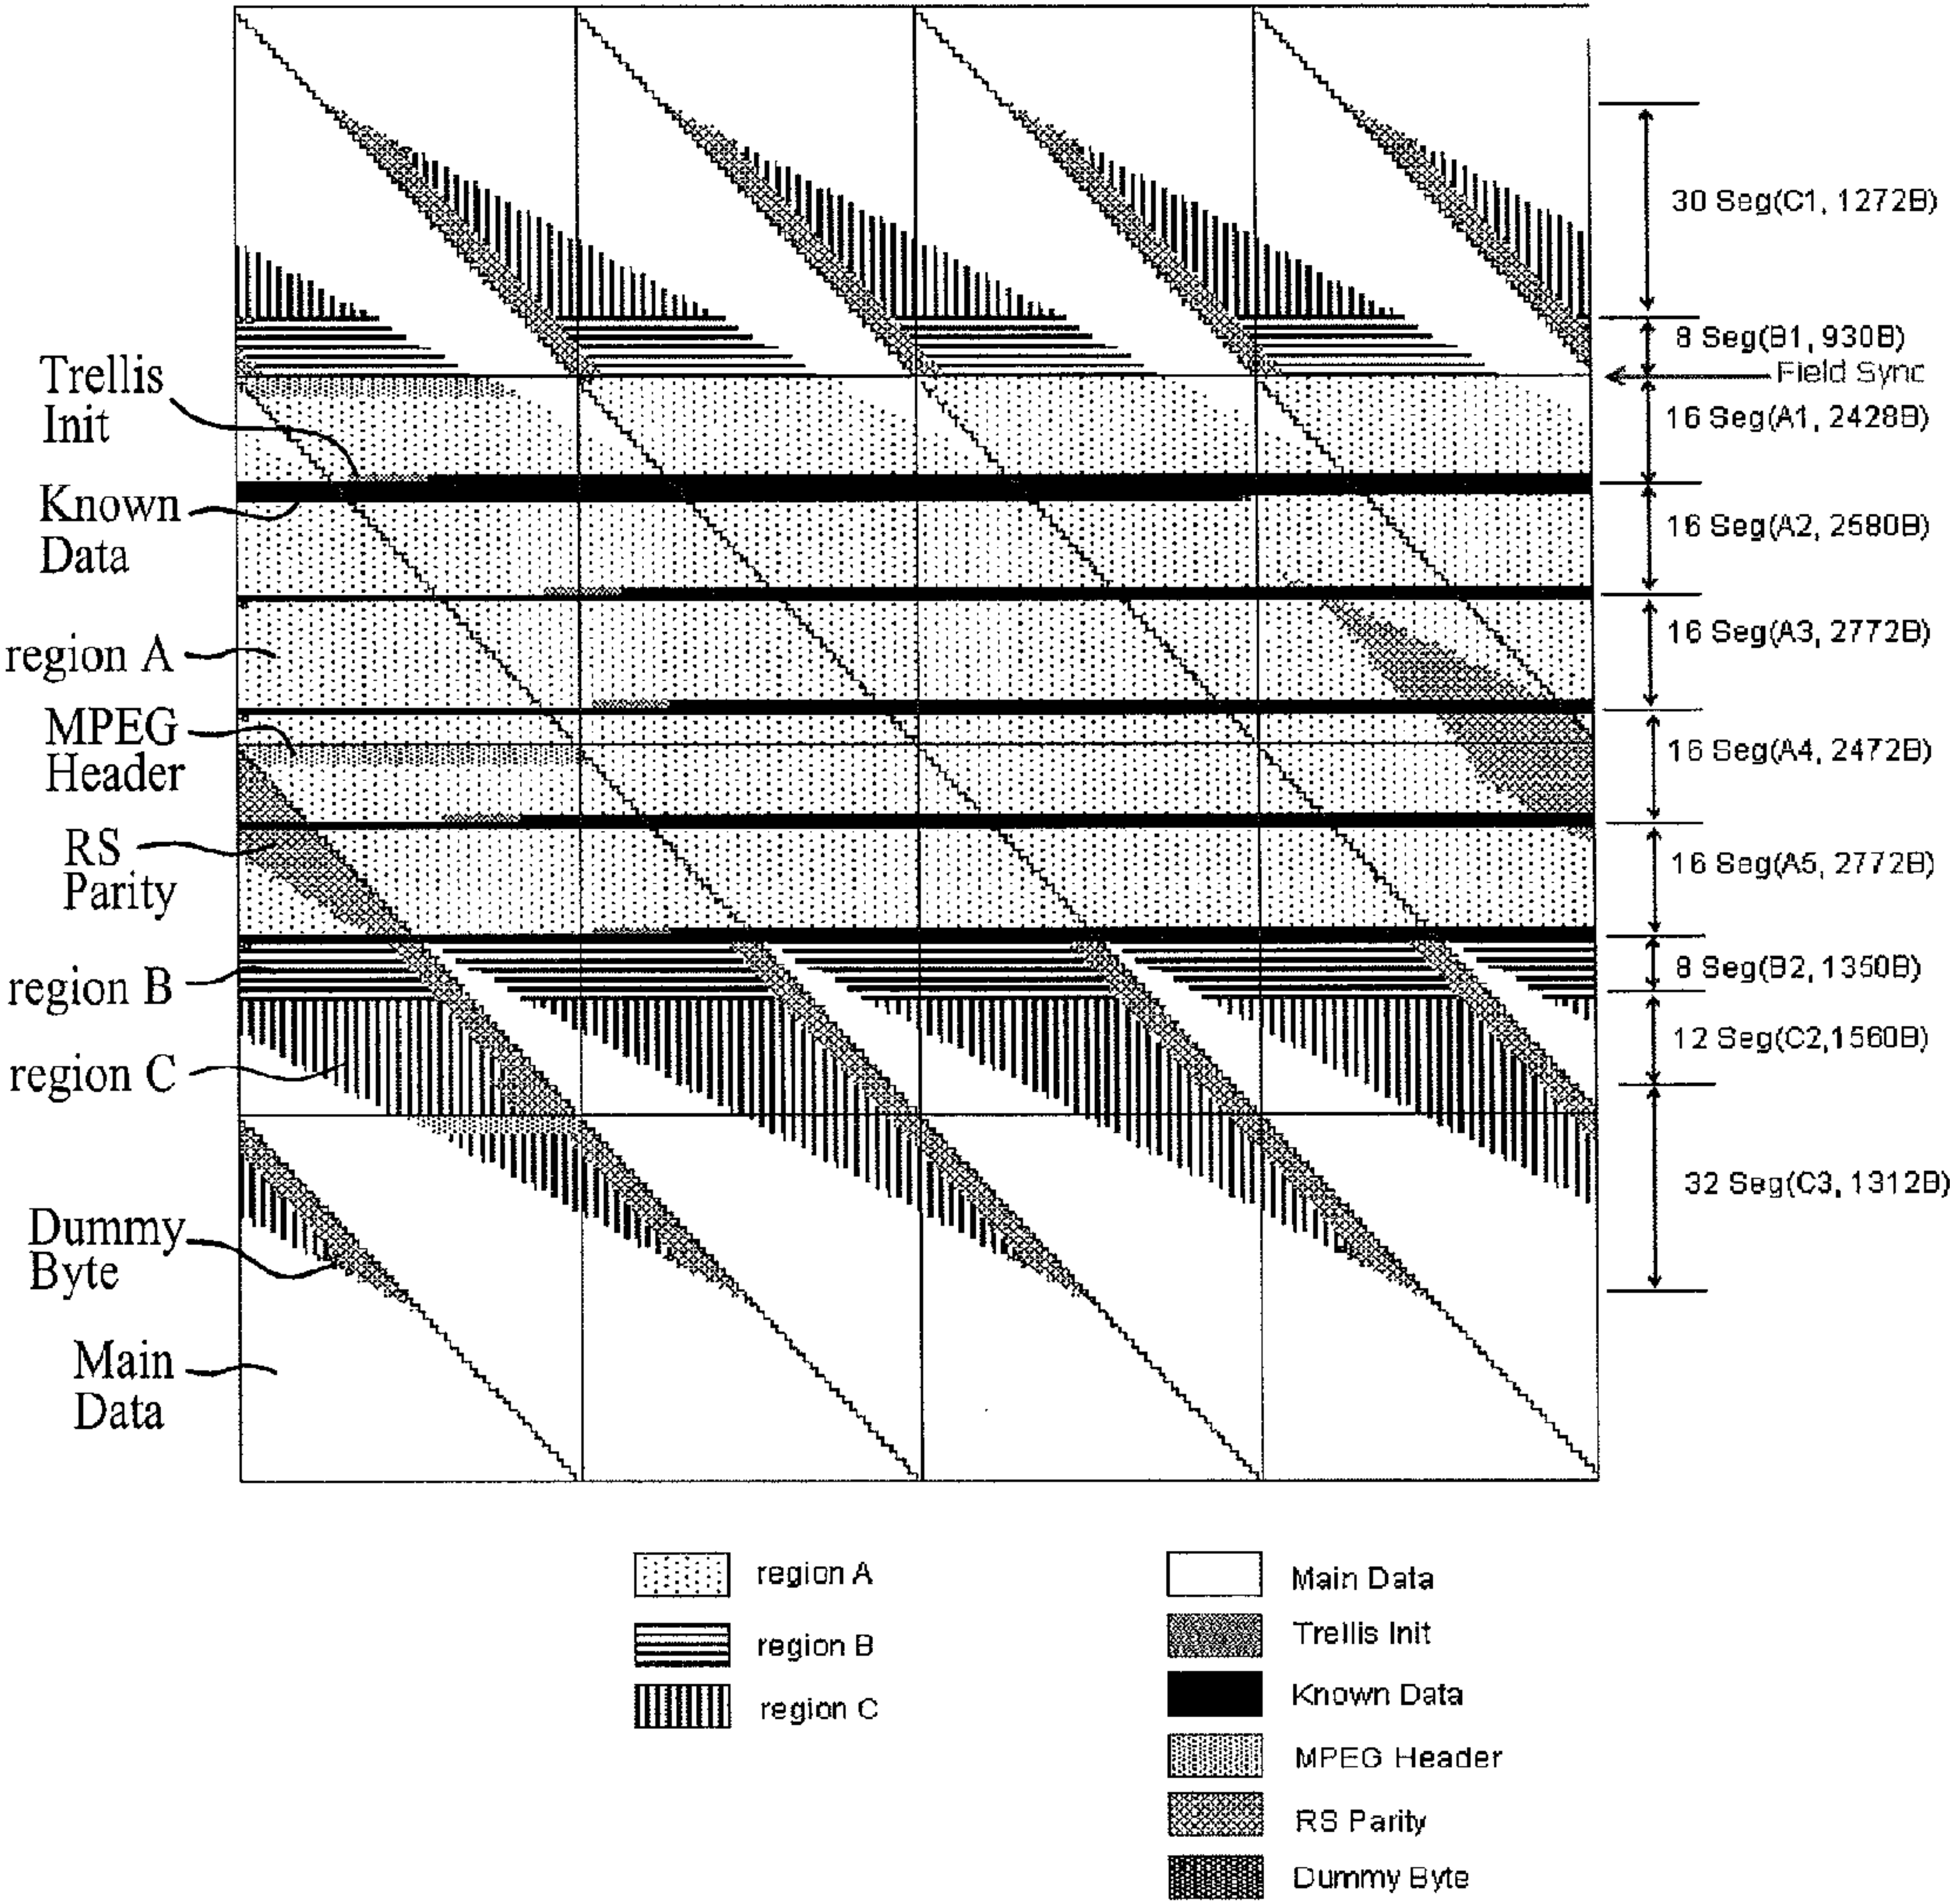 30 Seg(C1, 1272B)
8 Seg(B1, 930B)
Field Sync
Trellis
Init
16 Seg(A1, 2428B)
Known
Data
16 Seg(A2, 2580B)
region A
16 Seg(A3, 2772B)
MPEG
Header
16 Seg(A4, 2472B)
RS
Parity
16 Seg(A5, 2772B)
region B
8 Seg(B2, 1350B)
region C
12 Seg(C2,1560B)
32 Seg(C3, 1312B)
Dummy
Byte
Main
Data
region A
region B
region C
Main Data
Trellis Init
Known Data
MPEG Header
RS Parity
Dummy Byte